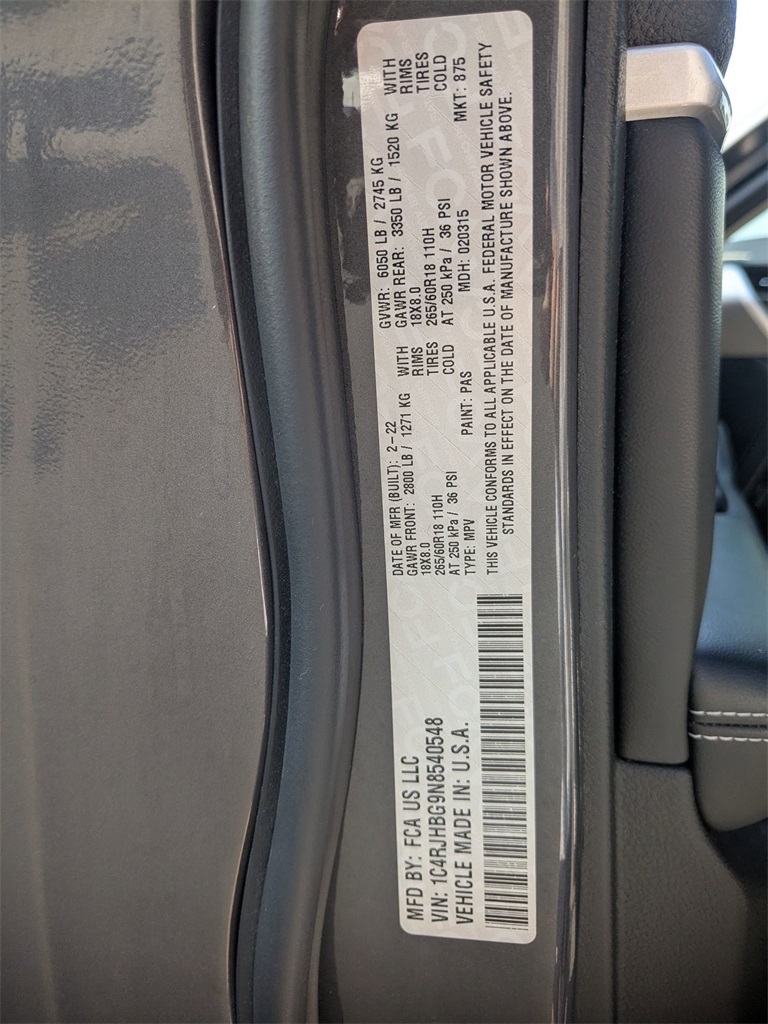 MFD BY: FCA US LLC
VIN: 1C4RJHBG9N8540548
VEHICLE MADE IN: U.S.A.
DATE OF MFR (BUILT): 2-22
GVWR: 6050 LB / 2745 KG
GAWR FRONT: 2800 LB / 1271 KG WITH
GAWR REAR: 3350 LB / 1520 KG WITH
18X8.0 RIMS
18X8.0 RIMS
265/60R18 110H TIRES
265/60R18 110H TIRES
AT 250 kPa / 36 PSI COLD
AT 250 kPa / 36 PSI COLD
TYPE: MPV PAINT: PAS MDH: 020315 MKT: 875
THIS VEHICLE CONFORMS TO ALL APPLICABLE U.S.A. FEDERAL MOTOR VEHICLE SAFETY
STANDARDS IN EFFECT ON THE DATE OF MANUFACTURE SHOWN ABOVE.